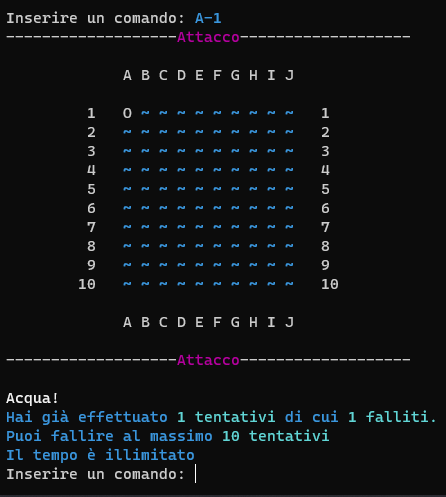 Inserire un comando: A-1
-------------------Attacco-------------------
A B C D E F G H I J
1 O ~ ~ ~ ~ ~ ~ ~ ~ ~ 1
2 ~ ~ ~ ~ ~ ~ ~ ~ ~ ~ 2
3 ~ ~ ~ ~ ~ ~ ~ ~ ~ ~ 3
4 ~ ~ ~ ~ ~ ~ ~ ~ ~ ~ 4
5 ~ ~ ~ ~ ~ ~ ~ ~ ~ ~ 5
6 ~ ~ ~ ~ ~ ~ ~ ~ ~ ~ 6
7 ~ ~ ~ ~ ~ ~ ~ ~ ~ ~ 7
8 ~ ~ ~ ~ ~ ~ ~ ~ ~ ~ 8
9 ~ ~ ~ ~ ~ ~ ~ ~ ~ ~ 9
10 ~ ~ ~ ~ ~ ~ ~ ~ ~ ~ 10
A B C D E F G H I J
-------------------Attacco-------------------
Acqua!
Hai già effettuato 1 tentativi di cui 1 falliti.
Puoi fallire al massimo 10 tentativi
Il tempo è illimitato
Inserire un comando: